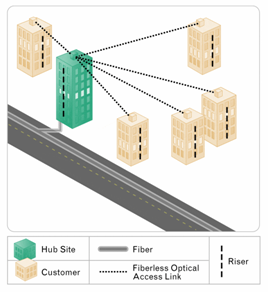 Hub Site
Fiber
Riser
Customer
Fiberless Optical
Access Link